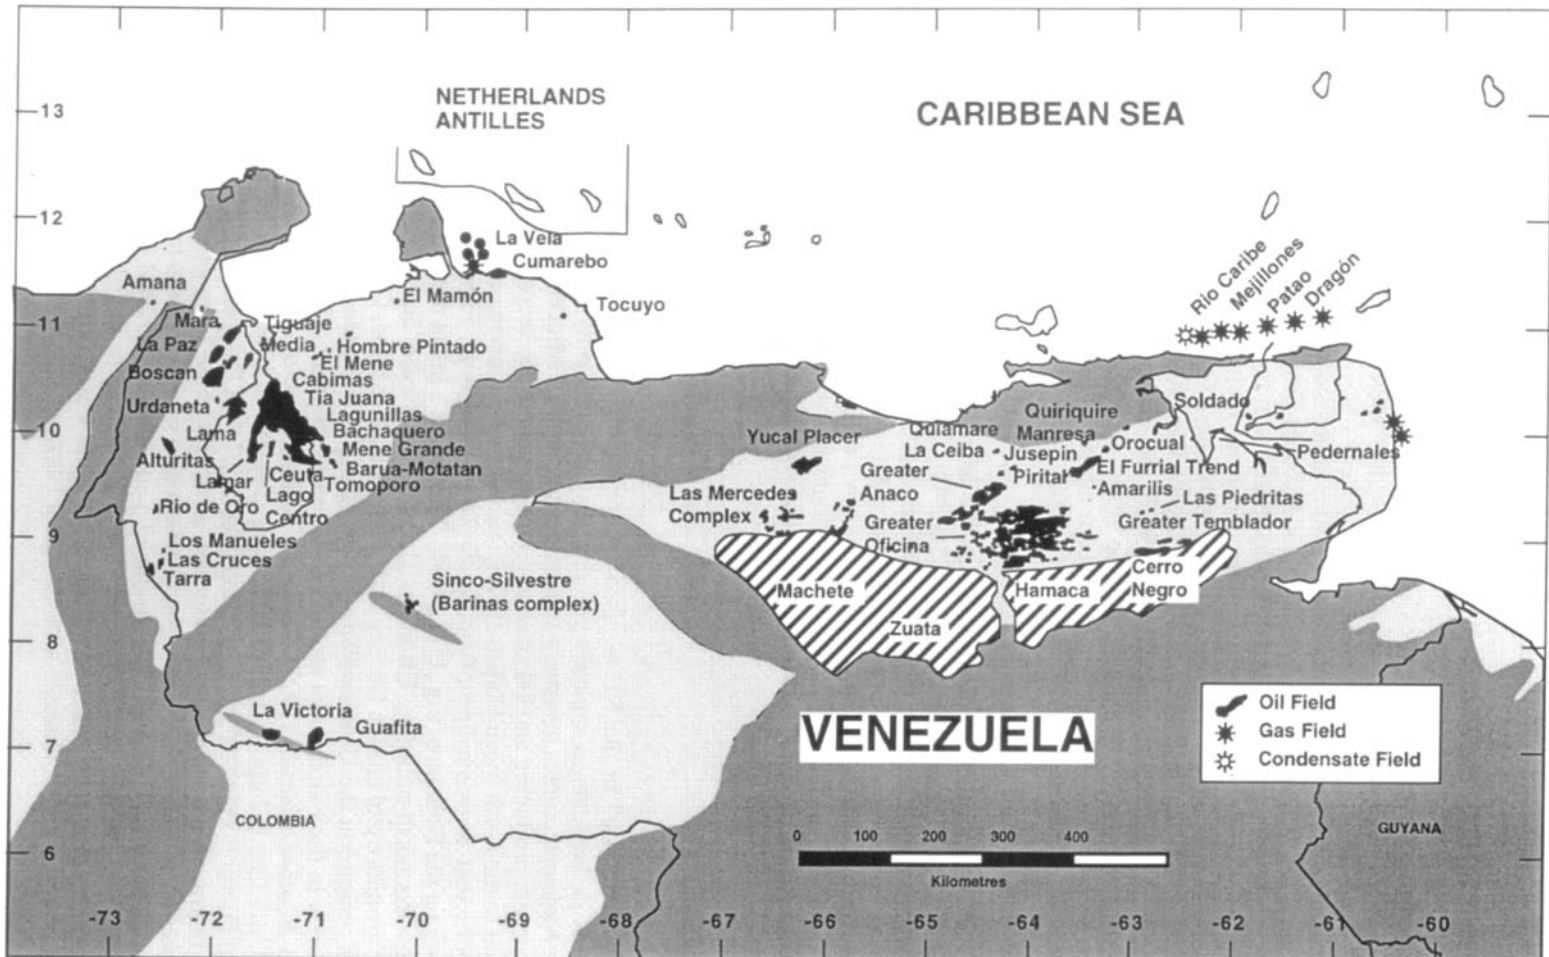 NETHERLANDS
ANTILLES
CARIBBEAN SEA
13
12
11
10
9
8
7
6
La Vela
Cumarebo
El Mamón
Tocuyo
Amana
Mara
Tiguaje
La Paz
Media
Hombre Pintado
El Mene
Boscan
Cabimas
Tia Juana
Urdaneta
Lagunillas
Bachaquero
Lama
Mene Grande
Alturitas
Barua-Motatan
Ceuta
Tomoporo
Lamar
Lago
Centro
Rio de Oro
Los Manueles
Las Cruces
Tarra
Sinco-Silvestre
(Barinas complex)
La Victoria
Guafita
COLOMBIA
Rio Caribe
Mejillones
Patao
Dragón
Yucal Placer
Quiriquire
Soldado
Quiamare
Manresa
La Ceiba
Jusepin
Orocual
Pedernales
Greater
Anaco
Pirital
El Furrial Trend
Amarilis
Las Mercedes
Complex
Las Piedritas
Greater
Oficina
Greater Temblador
Machete
Zuata
Hamaca
Cerro
Negro
VENEZUELA
Oil Field
Gas Field
Condensate Field
GUYANA
0 100 200 300 400
Kilometres
-73 -72 -71 -70 -69 -68 -67 -66 -65 -64 -63 -62 -61 -60